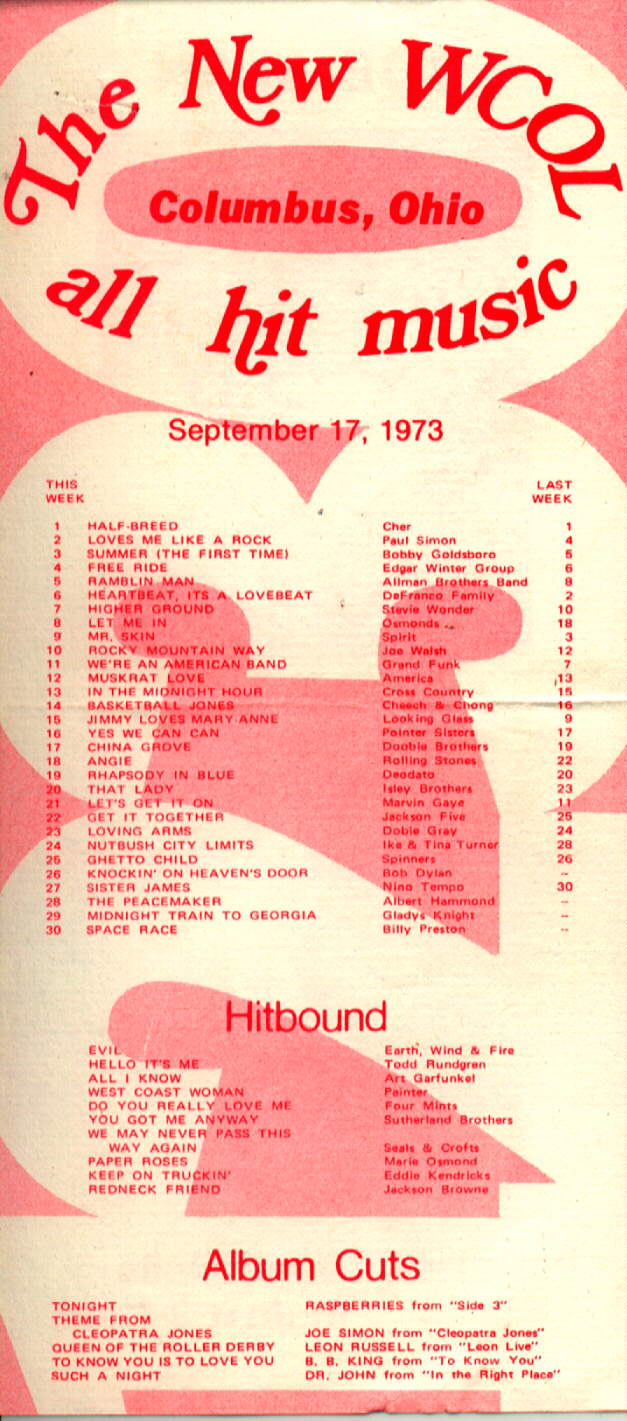 The New WCOL
Columbus, Ohio
all hit music
September 17, 1973
THIS WEEK LAST WEEK
1 HALF-BREED Cher 1
2 LOVES ME LIKE A ROCK Paul Simon 4
3 SUMMER (THE FIRST TIME) Bobby Goldsboro 5
4 FREE RIDE Edgar Winter Group 6
5 RAMBLIN MAN Allman Brothers Band 8
6 HEARTBEAT, ITS A LOVEBEAT DeFranco Family 2
7 HIGHER GROUND Stevie Wonder 10
8 LET ME IN Osmonds 18
9 MR. SKIN Spirit 3
10 ROCKY MOUNTAIN WAY Joe Walsh 12
11 WE'RE AN AMERICAN BAND Grand Funk 7
12 MUSKRAT LOVE America 13
13 IN THE MIDNIGHT HOUR Cross Country 15
14 BASKETBALL JONES Cheech & Chong 16
15 JIMMY LOVES MARY-ANNE Looking Glass 9
16 YES WE CAN CAN Pointer Sisters 17
17 CHINA GROVE Doobie Brothers 19
18 ANGIE Rolling Stones 22
19 RHAPSODY IN BLUE Deodato 20
20 THAT LADY Isley Brothers 23
21 LET'S GET IT ON Marvin Gaye 11
22 GET IT TOGETHER Jackson Five 25
23 LOVING ARMS Dobie Gray 24
24 NUTBUSH CITY LIMITS Ike & Tina Turner 28
25 GHETTO CHILD Spinners 26
26 KNOCKIN' ON HEAVEN'S DOOR Bob Dylan --
27 SISTER JAMES Nino Tempo 30
28 THE PEACEMAKER Albert Hammond --
29 MIDNIGHT TRAIN TO GEORGIA Gladys Knight --
30 SPACE RACE Billy Preston --
Hitbound
EVIL Earth, Wind & Fire
HELLO IT'S ME Todd Rundgren
ALL I KNOW Art Garfunkel
WEST COAST WOMAN Painter
DO YOU REALLY LOVE ME Four Mints
YOU GOT ME ANYWAY Sutherland Brothers
WE MAY NEVER PASS THIS
WAY AGAIN Seals & Crofts
PAPER ROSES Marie Osmond
KEEP ON TRUCKIN' Eddie Kendricks
REDNECK FRIEND Jackson Browne
Album Cuts
TONIGHT RASPBERRIES from "Side 3"
THEME FROM
CLEOPATRA JONES JOE SIMON from "Cleopatra Jones"
QUEEN OF THE ROLLER DERBY LEON RUSSELL from "Leon Live"
TO KNOW YOU IS TO LOVE YOU B. B. KING from "To Know You"
SUCH A NIGHT DR. JOHN from "In the Right Place"